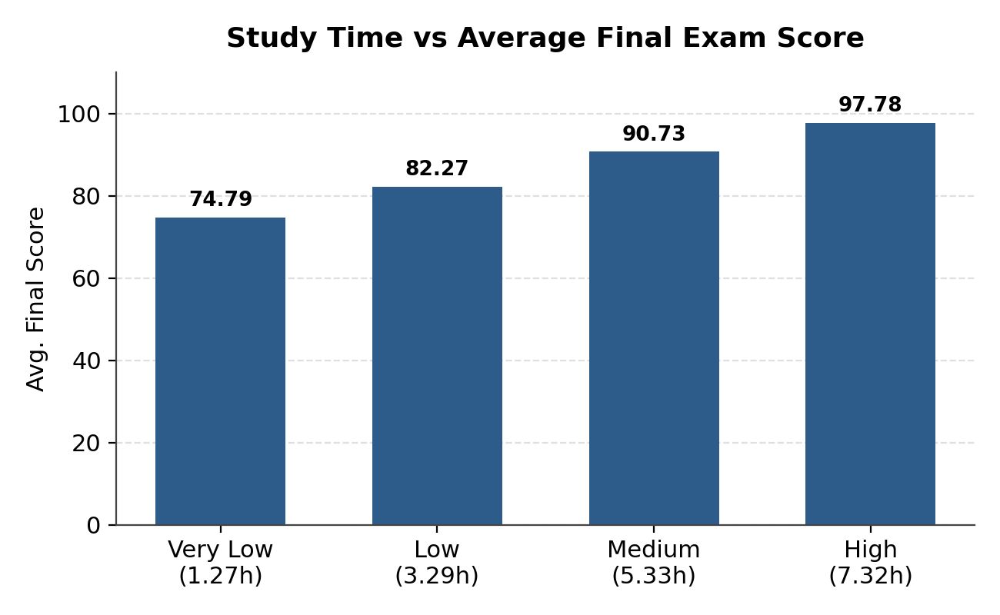 Study Time vs Average Final Exam Score
Avg. Final Score
100
80
60
40
20
0
74.79
82.27
90.73
97.78
Very Low
(1.27h)
Low
(3.29h)
Medium
(5.33h)
High
(7.32h)